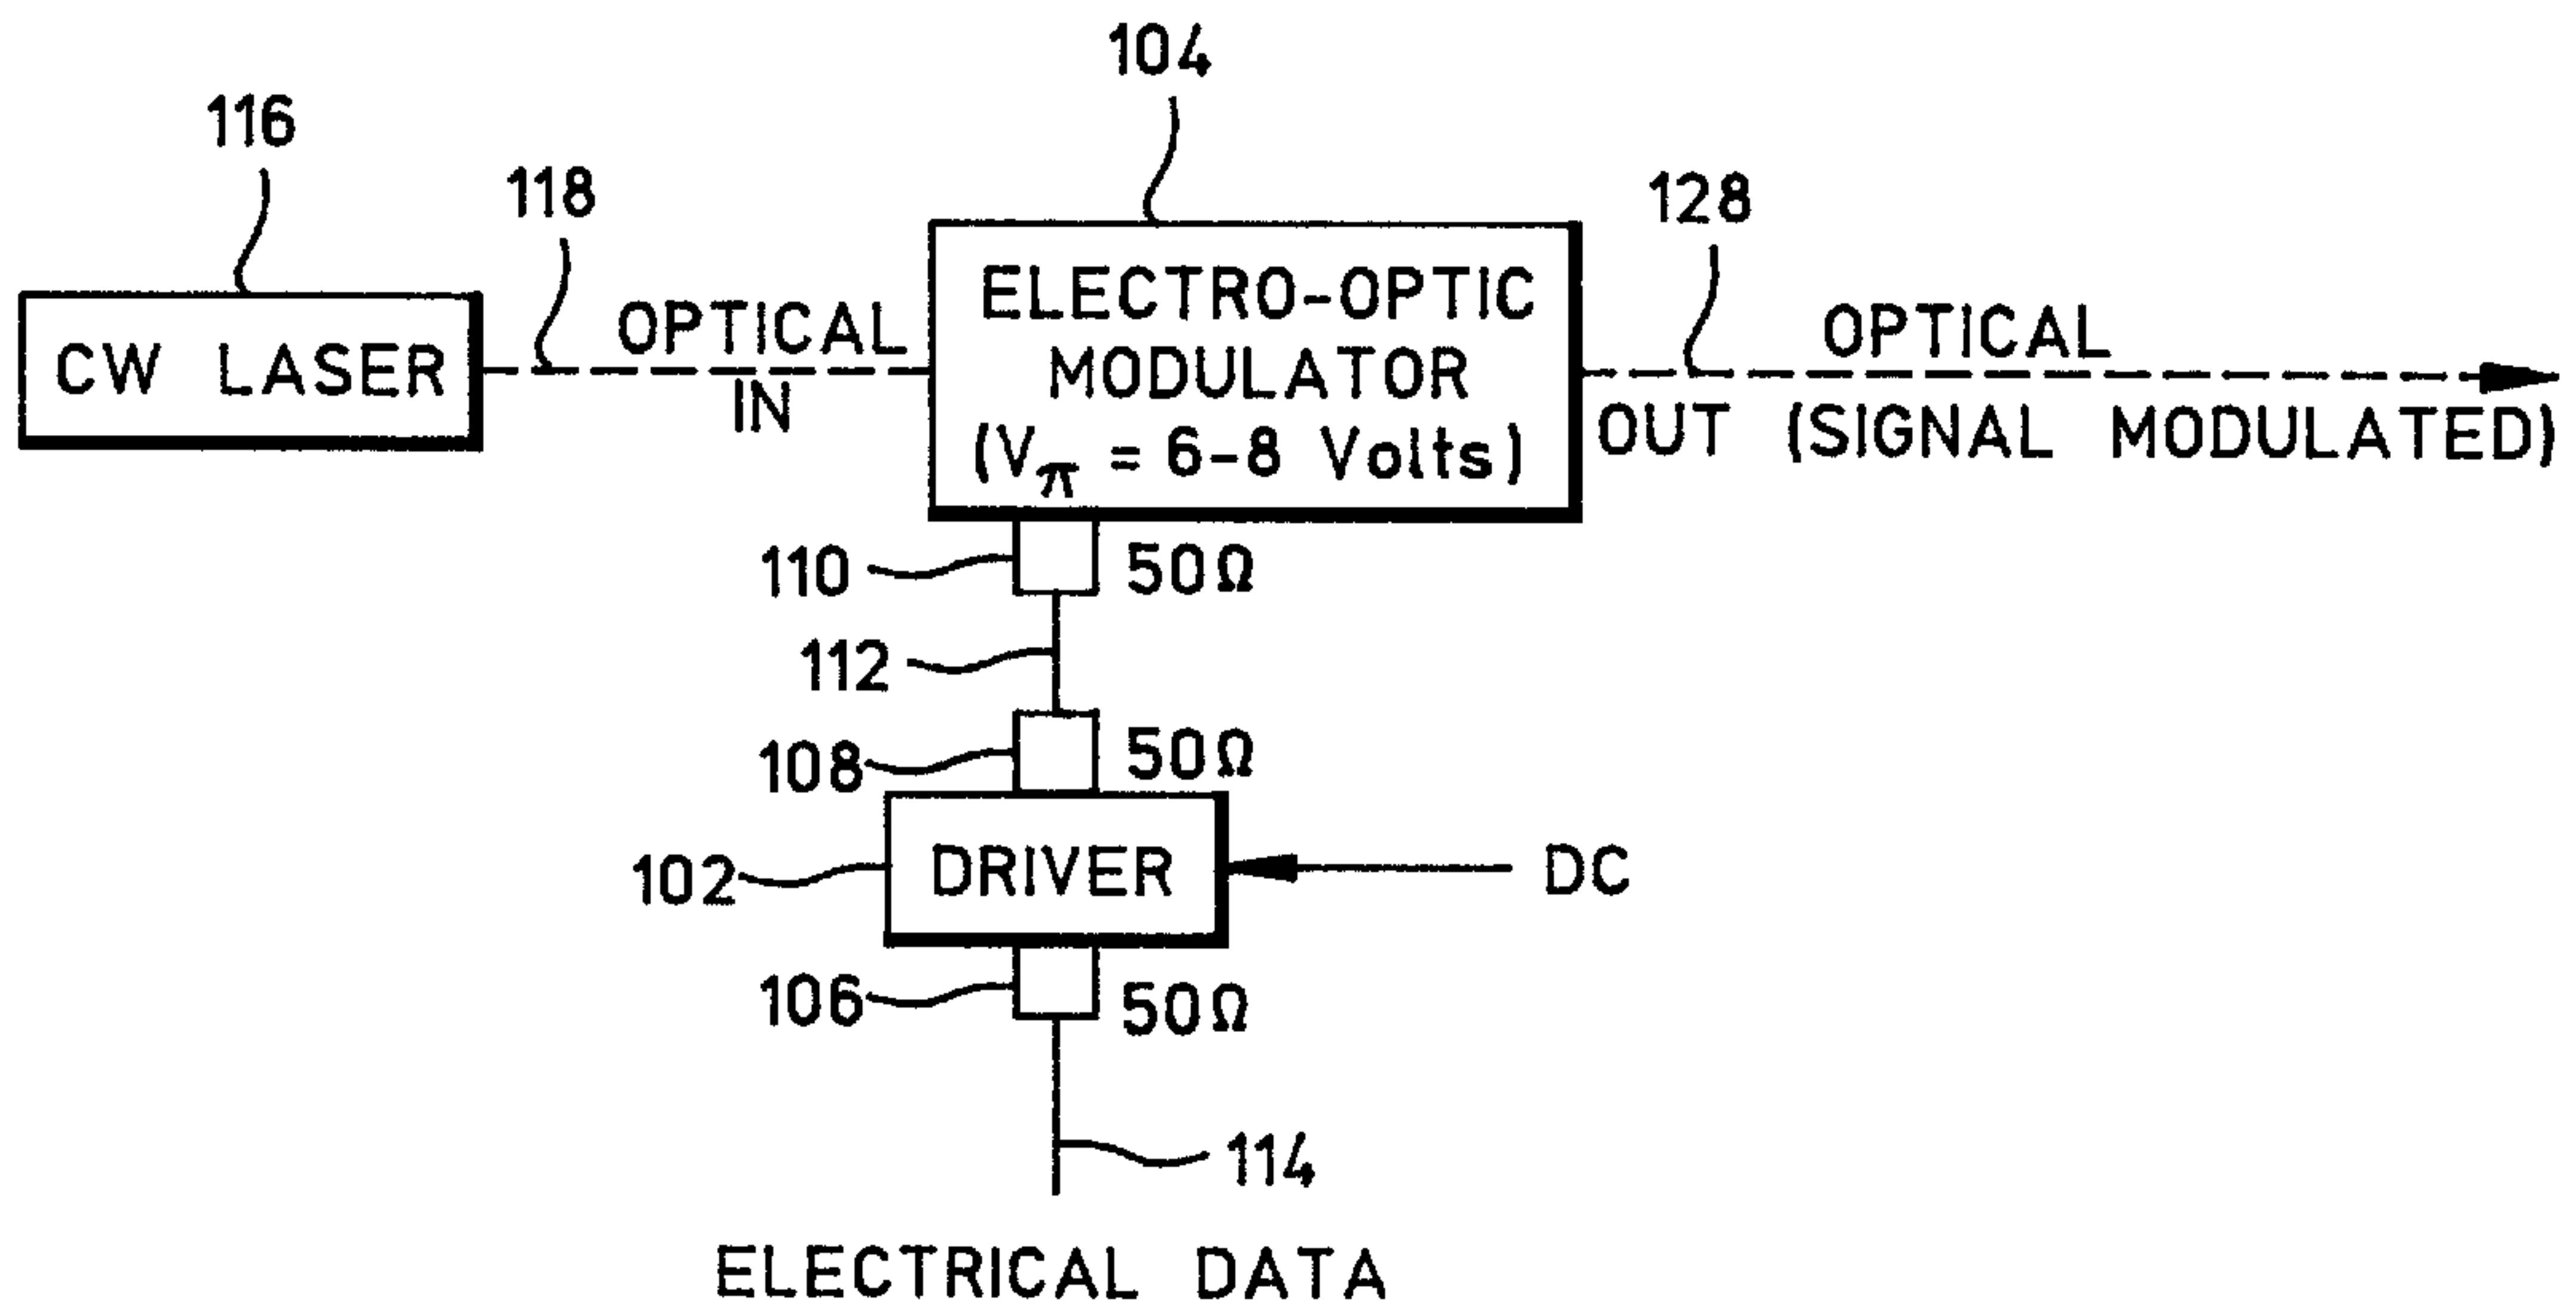 104
116
118
128
ELECTRO-OPTIC
MODULATOR
(Vπ = 6-8 Volts)
CW LASER
OPTICAL
IN
OPTICAL
OUT (SIGNAL MODULATED)
110
50Ω
112
108
50Ω
102
DRIVER
DC
106
50Ω
114
ELECTRICAL DATA